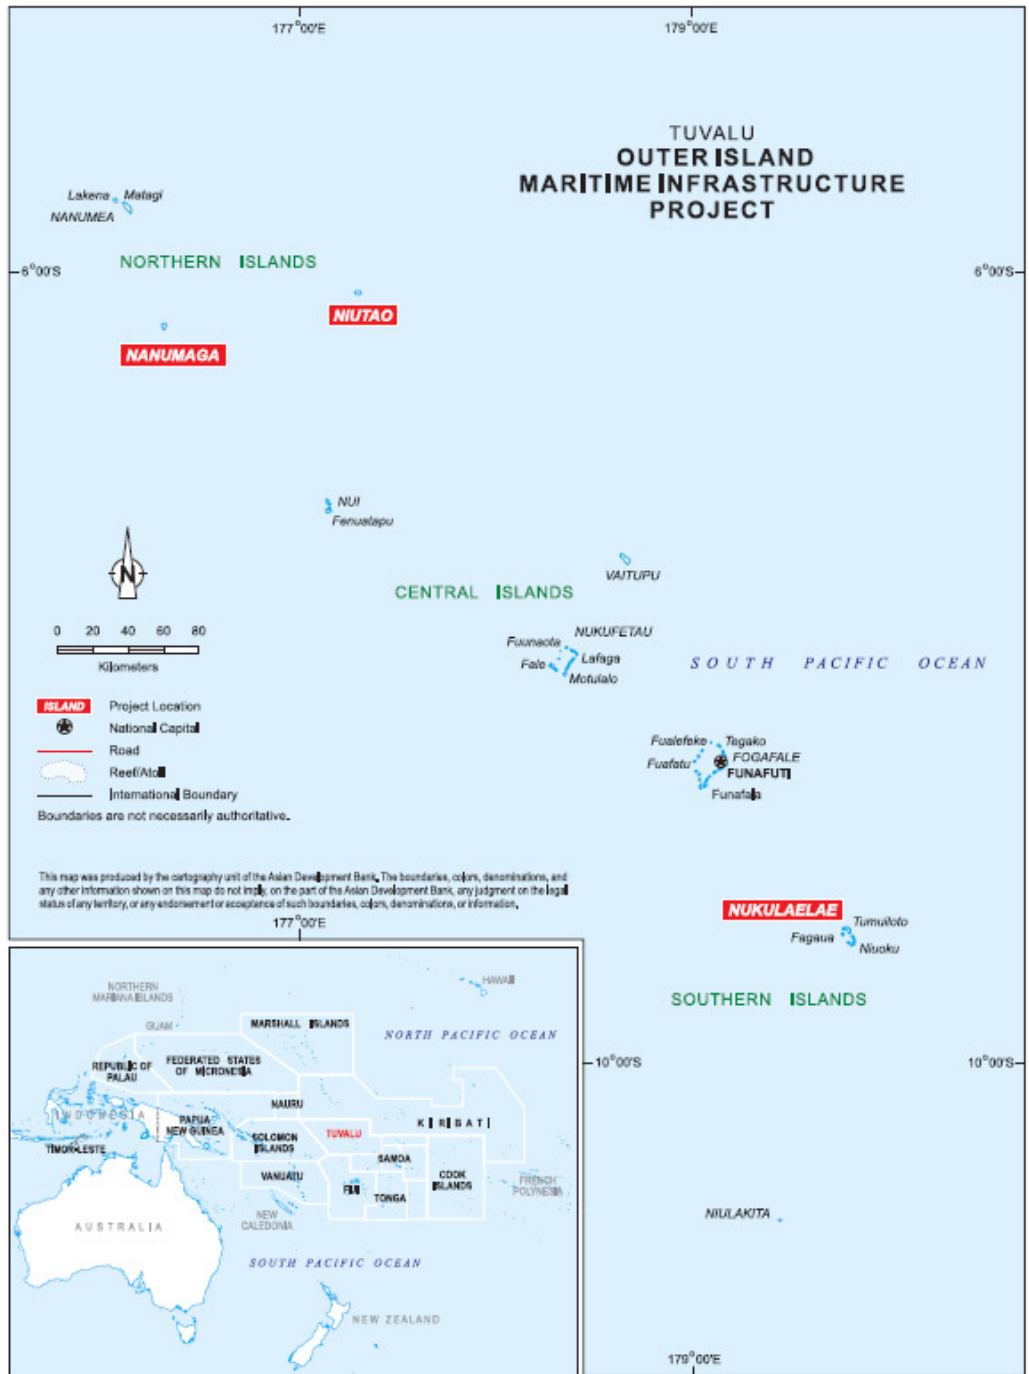 177°00'E
179°00'E
TUVALU
OUTER ISLAND
MARITIME INFRASTRUCTURE
PROJECT
Lakena Matagi
NANUMEA
NORTHERN ISLANDS
6°00'S
6°00'S
NIUTAO
NANUMAGA
NUI
Fenuatapu
VAITUPU
CENTRAL ISLANDS
N
0 20 40 60 80
Kilometers
NUKUFETAU
Fuunaota
Lafaga
Fale
Motulalo
SOUTH PACIFIC OCEAN
ISLAND Project Location
National Capital
Road
Reef/Atoll
International Boundary
Boundaries are not necessarily authoritative.
Fualefeke Tegako
FOGAFALE
Fuafatu
FUNAFUTI
Funafala
This map was produced by the cartography unit of the Asian Development Bank. The boundaries, colors, denominations, and
any other information shown on this map do not imply, on the part of the Asian Development Bank, any judgment on the legal
status of any territory, or any endorsement or acceptance of such boundaries, colors, denominations, or information.
177°00'E
NUKULAELAE
Tumuiloto
Fagaua
Niuoku
SOUTHERN ISLANDS
10°00'S
10°00'S
NIULAKITA
179°00'E
NORTHERN
MARIANA ISLANDS
HAWAII
GUAM
MARSHALL ISLANDS
NORTH PACIFIC OCEAN
REPUBLIC OF
PALAU
FEDERATED STATES
OF MICRONESIA
NAURU
KIRIBATI
INDONESIA
PAPUA
NEW GUINEA
SOLOMON
ISLANDS
TUVALU
TIMOR-LESTE
SAMOA
VANUATU
COOK
ISLANDS
FIJI
TONGA
FRENCH
POLYNESIA
NEW
CALEDONIA
AUSTRALIA
SOUTH PACIFIC OCEAN
NEW ZEALAND